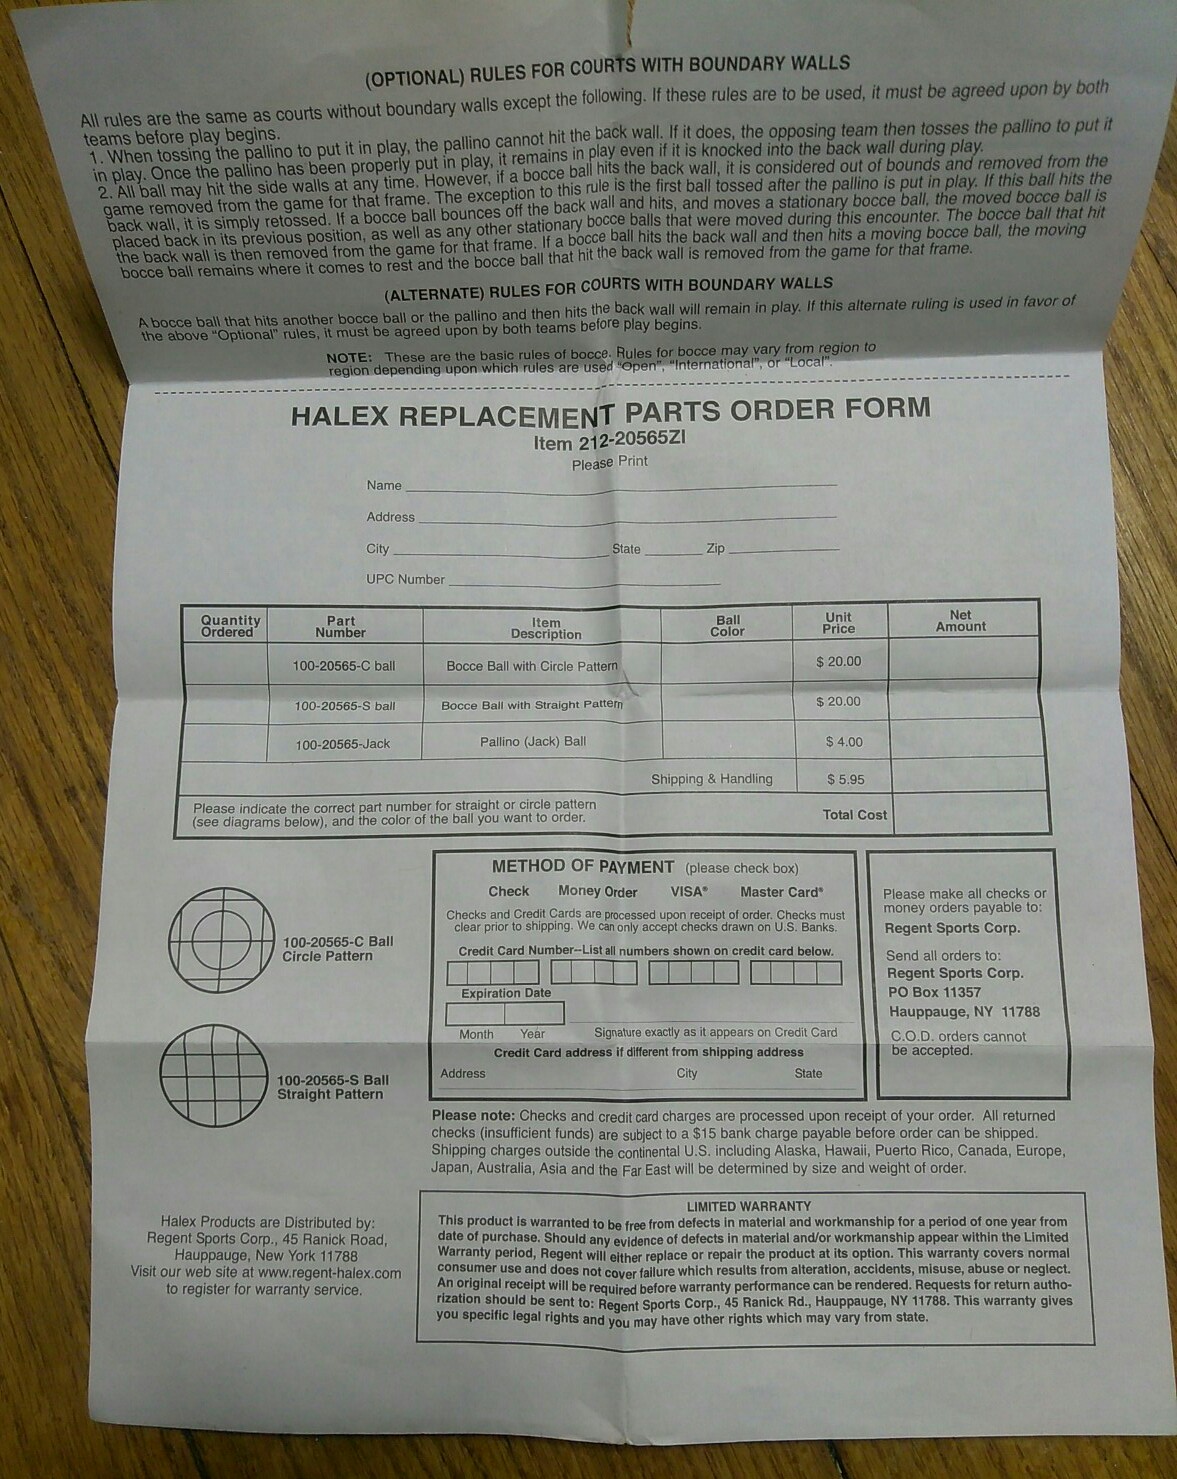 (OPTIONAL) RULES FOR COURTS WITH BOUNDARY WALLS
All rules are the same as courts without boundary walls except the following. If these rules are to be used, it must be agreed upon by both
teams before play begins.
1. When tossing the pallino to put it in play, the pallino cannot hit the back wall. If it does, the opposing team then tosses the pallino to put it
in play. Once the pallino has been properly put in play, it remains in play even if it is knocked into the back wall during play.
2. All ball may hit the side walls at any time. However, if a bocce ball hits the back wall, it is considered out of bounds and removed from the
game removed from the game for that frame. The exception to this rule is the first ball tossed after the pallino is put in play. If this ball hits the
back wall, it is simply retossed. If a bocce ball bounces off the back wall and hits, and moves a stationary bocce ball, the moved bocce ball is
placed back in its previous position, as well as any other stationary bocce balls that were moved during this encounter. The bocce ball that hit
the back wall is then removed from the game for that frame. If a bocce ball hits the back wall and then hits a moving bocce ball, the moving
bocce ball remains where it comes to rest and the bocce ball that hit the back wall is removed from the game for that frame.
(ALTERNATE) RULES FOR COURTS WITH BOUNDARY WALLS
A bocce ball that hits another bocce ball or the pallino and then hits the back wall will remain in play. If this alternate ruling is used in favor of
the above "Optional" rules, it must be agreed upon by both teams before play begins.
NOTE: These are the basic rules of bocce. Rules for bocce may vary from region to
region depending upon which rules are used "Open", "International", or "Local".
HALEX REPLACEMENT PARTS ORDER FORM
Item 212-20565ZI
Please Print
Name
Address
City State Zip
UPC Number
Quantity Ordered Part Number Item Description Ball Color Unit Price Net Amount
100-20565-C ball Bocce Ball with Circle Pattern $ 20.00
100-20565-S ball Bocce Ball with Straight Pattern $ 20.00
100-20565-Jack Pallino (Jack) Ball $ 4.00
Shipping & Handling $ 5.95
Please indicate the correct part number for straight or circle pattern
(see diagrams below), and the color of the ball you want to order.
Total Cost
100-20565-C Ball
Circle Pattern
100-20565-S Ball
Straight Pattern
METHOD OF PAYMENT (please check box)
Check Money Order VISA® Master Card®
Checks and Credit Cards are processed upon receipt of order. Checks must
clear prior to shipping. We can only accept checks drawn on U.S. Banks.
Credit Card Number–List all numbers shown on credit card below.
Expiration Date
Month Year Signature exactly as it appears on Credit Card
Credit Card address if different from shipping address
Address City State
Please make all checks or
money orders payable to:
Regent Sports Corp.
Send all orders to:
Regent Sports Corp.
PO Box 11357
Hauppauge, NY 11788
C.O.D. orders cannot
be accepted.
Please note: Checks and credit card charges are processed upon receipt of your order. All returned
checks (insufficient funds) are subject to a $15 bank charge payable before order can be shipped.
Shipping charges outside the continental U.S. including Alaska, Hawaii, Puerto Rico, Canada, Europe,
Japan, Australia, Asia and the Far East will be determined by size and weight of order.
Halex Products are Distributed by:
Regent Sports Corp., 45 Ranick Road,
Hauppauge, New York 11788
Visit our web site at www.regent-halex.com
to register for warranty service.
LIMITED WARRANTY
This product is warranted to be free from defects in material and workmanship for a period of one year from
date of purchase. Should any evidence of defects in material and/or workmanship appear within the Limited
Warranty period, Regent will either replace or repair the product at its option. This warranty covers normal
consumer use and does not cover failure which results from alteration, accidents, misuse, abuse or neglect.
An original receipt will be required before warranty performance can be rendered. Requests for return autho-
rization should be sent to: Regent Sports Corp., 45 Ranick Rd., Hauppauge, NY 11788. This warranty gives
you specific legal rights and you may have other rights which may vary from state.